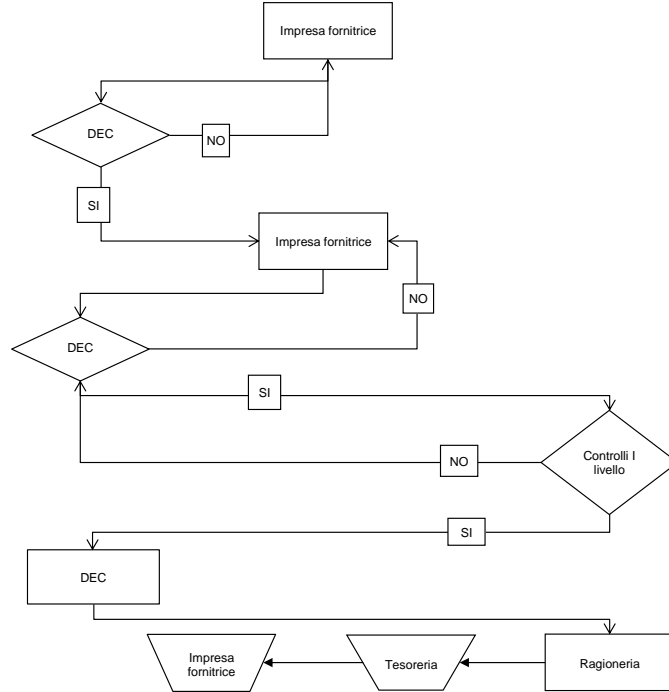 Impresa fornitrice
DEC
NO
SI
Impresa fornitrice
NO
DEC
SI
Controlli I
livello
NO
SI
DEC
Impresa
fornitrice
Tesoreria
Ragioneria